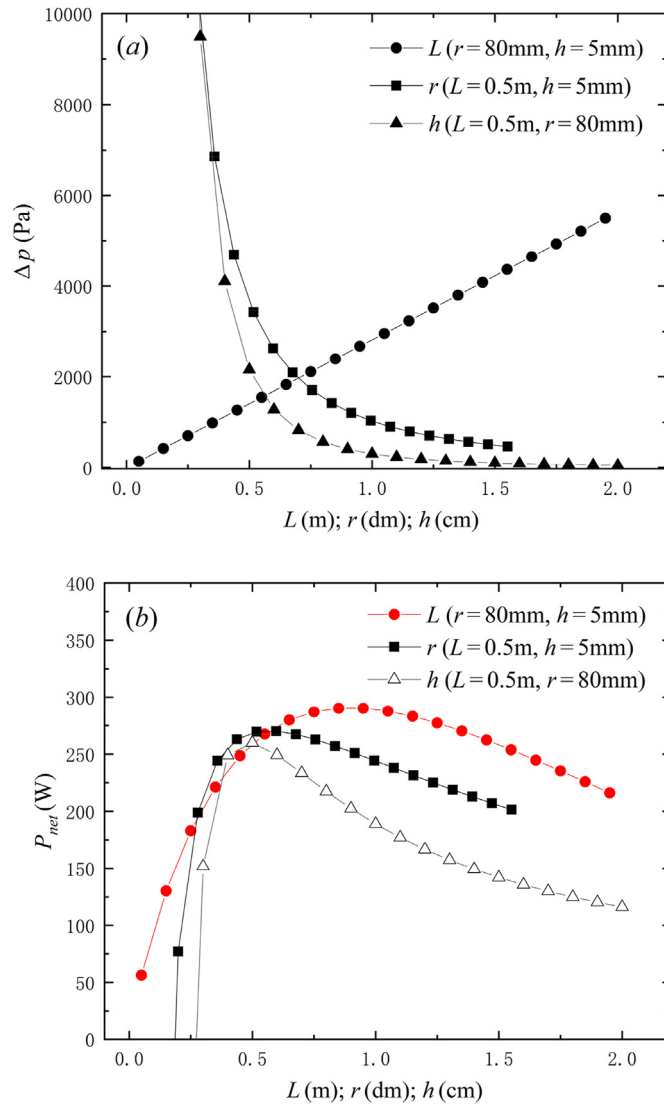 (a)
L (r=80mm, h=5mm)
r (L=0.5m, h=5mm)
h (L=0.5m, r=80mm)
10000
8000
6000
4000
2000
0
Δp (Pa)
0.0 0.5 1.0 1.5 2.0
L (m); r (dm); h (cm)
(b)
L (r=80mm, h=5mm)
r (L=0.5m, h=5mm)
h (L=0.5m, r=80mm)
400
350
300
250
200
150
100
50
0
Pnet (W)
0.0 0.5 1.0 1.5 2.0
L (m); r (dm); h (cm)